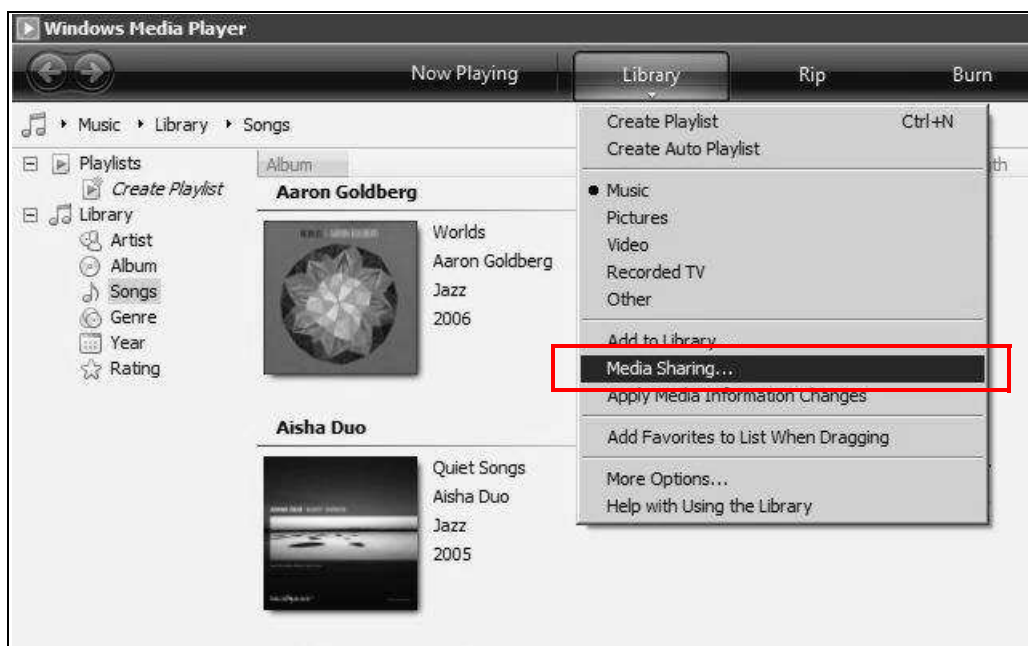 Windows Media Player
Now Playing Library Rip Burn
Music Library Songs
Playlists
Create Playlist
Library
Artist
Album
Songs
Genre
Year
Rating
Album
Aaron Goldberg
Worlds
Aaron Goldberg
Jazz
2006
Aisha Duo
Quiet Songs
Aisha Duo
Jazz
2005
Create Playlist Ctrl+N
Create Auto Playlist
Music
Pictures
Video
Recorded TV
Other
Add to Library
Media Sharing...
Apply Media Information Changes
Add Favorites to List When Dragging
More Options...
Help with Using the Library